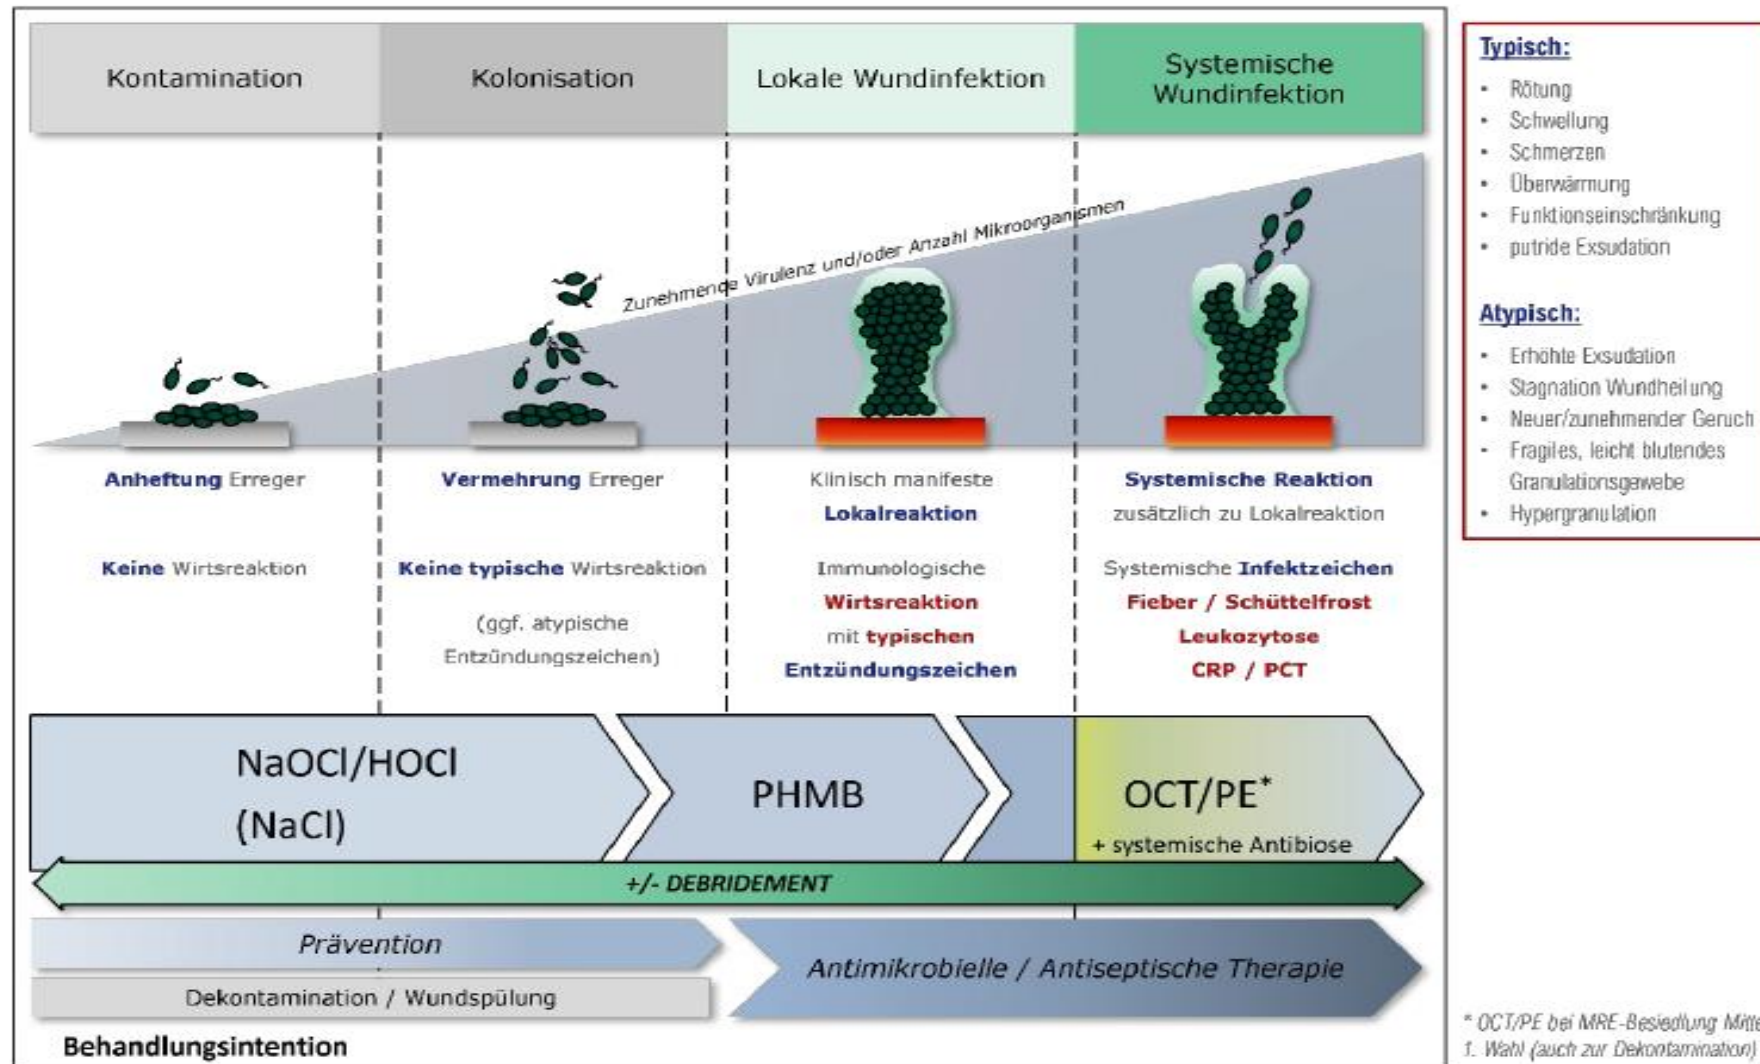 Kontamination
Kolonisation
Lokale Wundinfektion
Systemische
Wundinfektion
Zunehmende Virulenz und/oder Anzahl Mikroorganismen
Anheftung Erreger
Keine Wirtsreaktion
Vermehrung Erreger
Keine typische Wirtsreaktion
(ggf. atypische
Entzündungszeichen)
Klinisch manifeste
Lokalreaktion
Immunologische
Wirtsreaktion
mit typischen
Entzündungszeichen
Systemische Reaktion
zusätzlich zu Lokalreaktion
Systemische Infektzeichen
Fieber / Schüttelfrost
Leukozytose
CRP / PCT
NaOCl/HOCl
(NaCl)
PHMB
OCT/PE*
+ systemische Antibiose
+/- DEBRIDEMENT
Prävention
Dekontamination / Wundspülung
Antimikrobielle / Antiseptische Therapie
Behandlungsintention
Typisch:
• Rötung
• Schwellung
• Schmerzen
• Überwärmung
• Funktionseinschränkung
• putride Exsudation
Atypisch:
• Erhöhte Exsudation
• Stagnation Wundheilung
• Neuer/zunehmender Geruch
• Fragiles, leicht blutendes
Granulationsgewebe
• Hypergranulation
* OCT/PE bei MRE-Besiedlung Mitte
1. Wahl (auch zur Dekontamination)